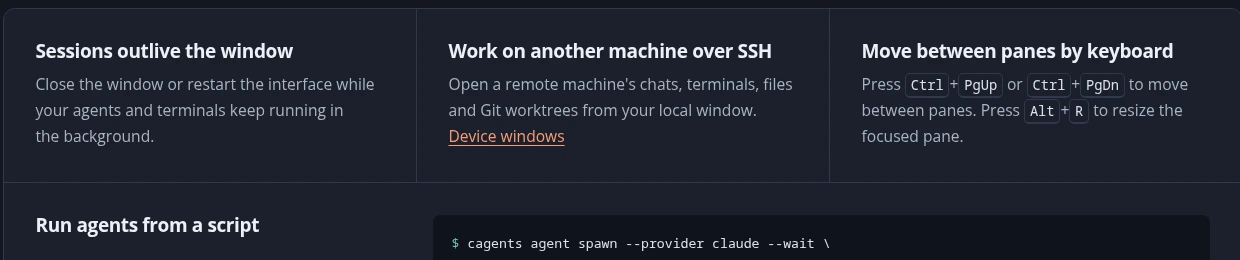 Sessions outlive the window
Close the window or restart the interface while
your agents and terminals keep running in
the background.
Work on another machine over SSH
Open a remote machine's chats, terminals, files
and Git worktrees from your local window.
Device windows
Move between panes by keyboard
Press Ctrl+PgUp or Ctrl+PgDn to move
between panes. Press Alt+R to resize the
focused pane.
Run agents from a script
$ cagents agent spawn --provider claude --wait \